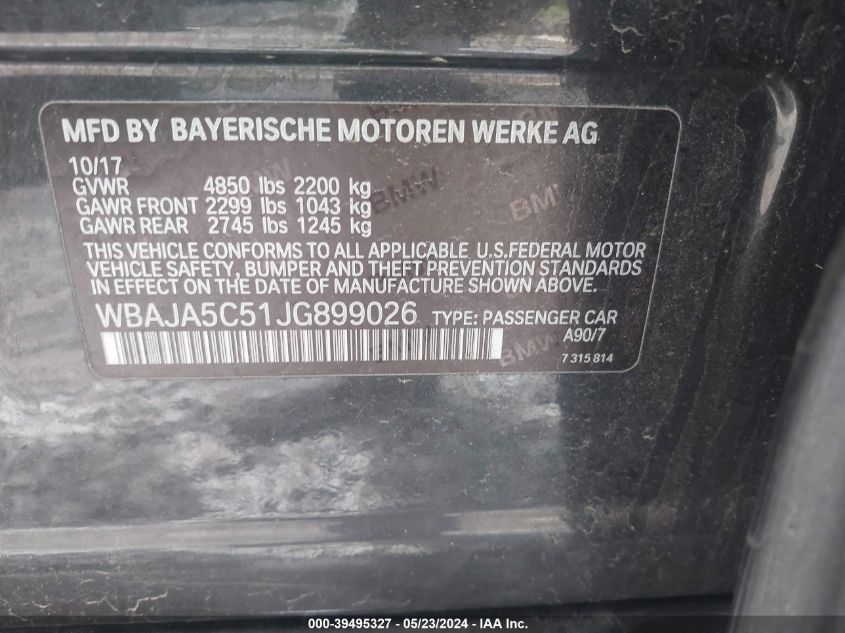 MFD BY BAYERISCHE MOTOREN WERKE AG
10/17
GVWR 4850 lbs 2200 kg
GAWR FRONT 2299 lbs 1043 kg
GAWR REAR 2745 lbs 1245 kg
BMW
BMW
THIS VEHICLE CONFORMS TO ALL APPLICABLE U.S.FEDERAL MOTOR
VEHICLE SAFETY, BUMPER AND THEFT PREVENTION STANDARDS
IN EFFECT ON THE DATE OF MANUFACTURE SHOWN ABOVE.
WBAJA5C51JG899026 TYPE: PASSENGER CAR
A90/7
BMW
7 315 814
000-39495327 / 05/23/2024 / IAA Inc.